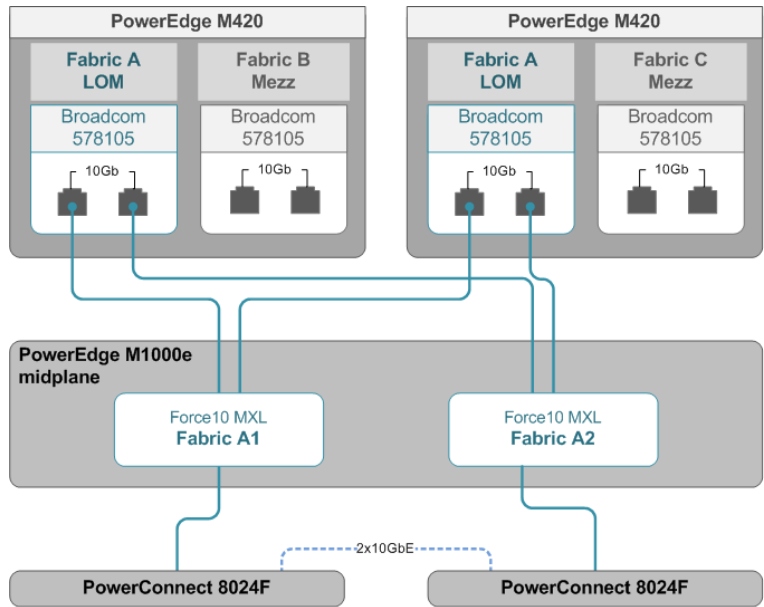 PowerEdge M420
Fabric A
LOM
Broadcom
578105
10Gb
Fabric B
Mezz
Broadcom
578105
10Gb
PowerEdge M420
Fabric A
LOM
Broadcom
578105
10Gb
Fabric C
Mezz
Broadcom
578105
10Gb
PowerEdge M1000e
midplane
Force10 MXL
Fabric A1
Force10 MXL
Fabric A2
2x10GbE
PowerConnect 8024F
PowerConnect 8024F